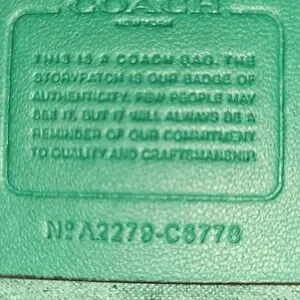 COACH
NEW YORK
THIS IS A COACH BAG. THE
STORYPATCH IS OUR BADGE OF
AUTHENTICITY. FEW PEOPLE MAY
SEE IT, BUT IT WILL ALWAYS BE A
REMINDER OF OUR COMMITMENT
TO QUALITY AND CRAFTSMANSHIP
Nº A2279-C6778